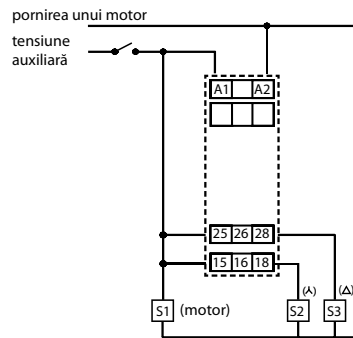 pornirea unui motor
tensiune
auxiliară
A1 A2
25 26 28
15 16 18
(⅄) (△)
S1 (motor) S2 S3